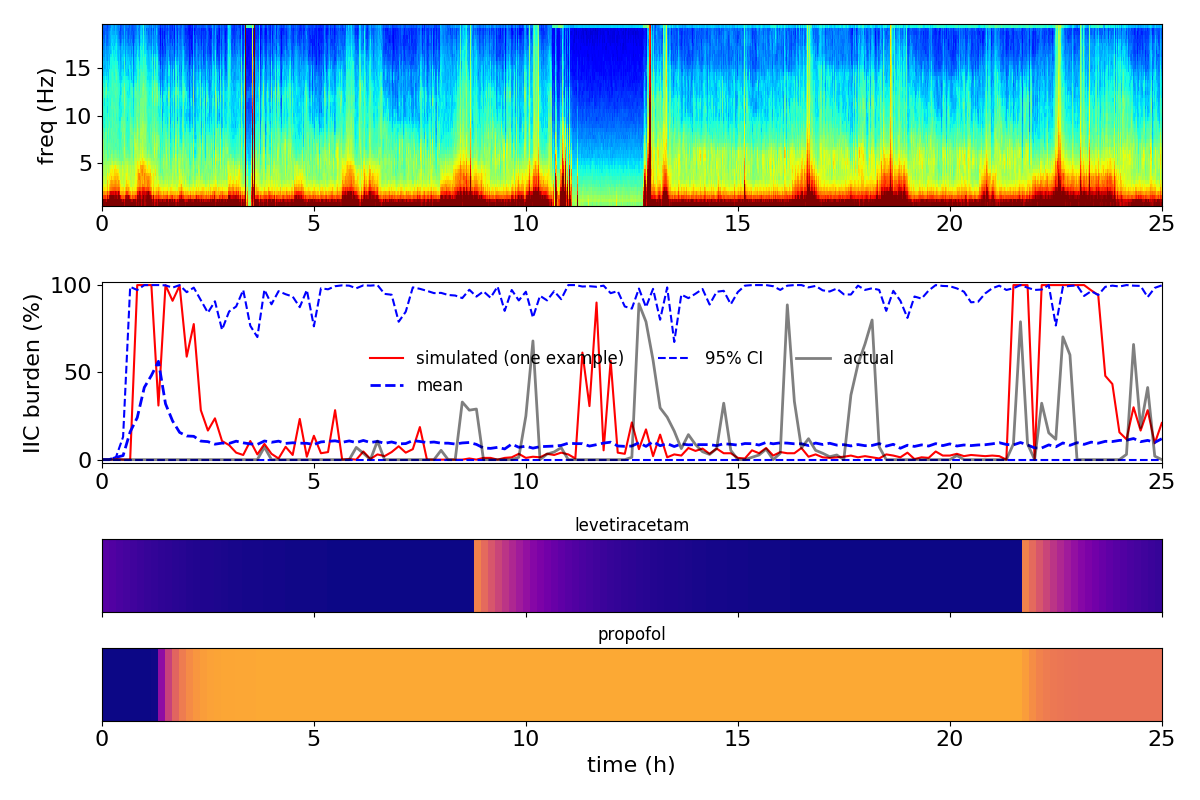 freq (Hz)
15
10
5
0 5 10 15 20 25
IIC burden (%)
100
50
0
simulated (one example) 95% CI actual
mean
0 5 10 15 20 25
levetiracetam
propofol
0 5 10 15 20 25
time (h)